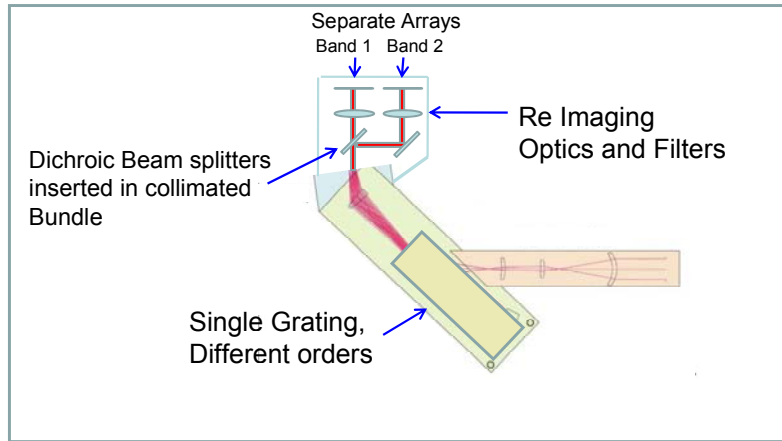 Separate Arrays
Band 1 Band 2
Re Imaging
Optics and Filters
Dichroic Beam splitters
inserted in collimated
Bundle
Single Grating,
Different orders